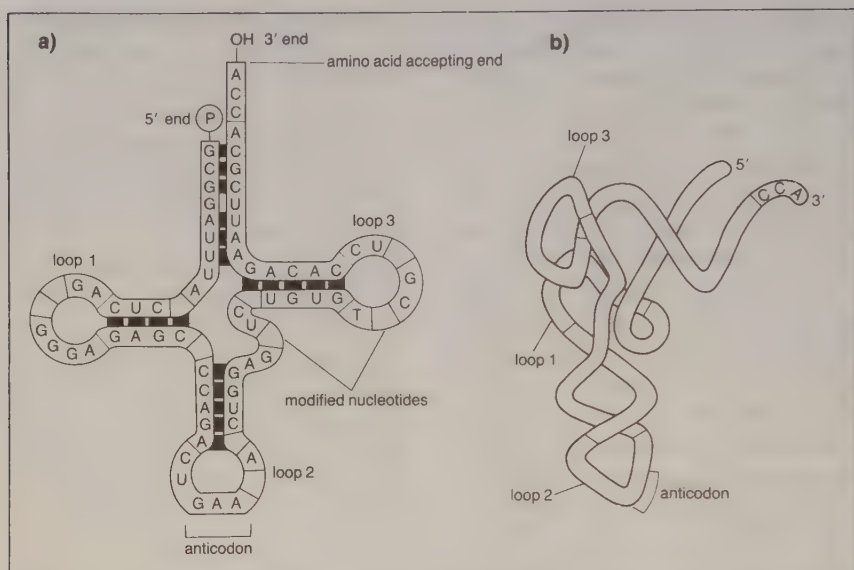 a)
OH 3' end
amino acid accepting end
5' end
P
A C C A C G C U U A A
G C G G A U U U A
loop 1
G A C U C
G G G A G A G C
loop 3
G A C A C C U
G C
U G U G T
C U
G A G
modified nucleotides
C C A G A C U
G U C
A
G A A
loop 2
anticodon
b)
loop 3
5'
C C A 3'
loop 1
loop 2
anticodon